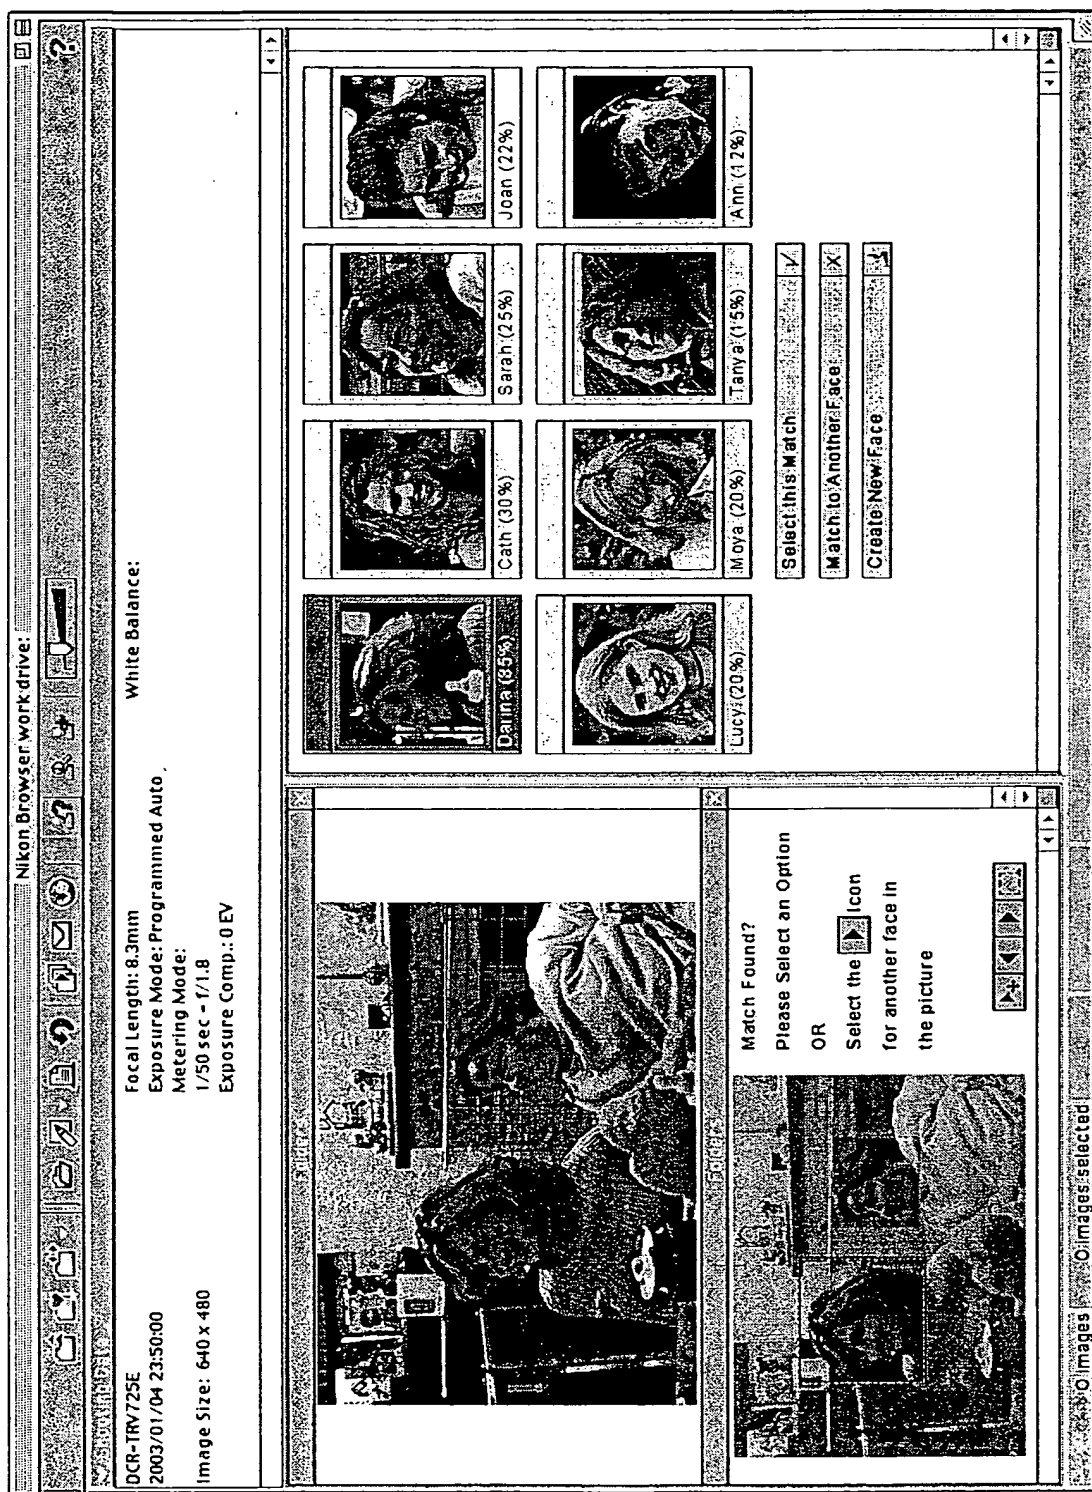 Nikon Browser work drive:
DCR-TRV725E
2003/01/04 23:50:00
Image Size: 640 x 480
Focal Length: 8.3mm
Exposure Mode: Programmed Auto
Metering Mode:
1/50 sec - f/1.8
Exposure Comp.: 0 EV
White Balance:
Match Found?
Please Select an Option
OR
Select the icon
for another face in
the picture
Darina (35%)
Cath (30%)
Sarah (25%)
Joan (22%)
Lucy (20%)
Moya (20%)
Tanya (15%)
Ann (12%)
Select this Match
Match to Another Face
Create New Face
0 Images
0 Images selected